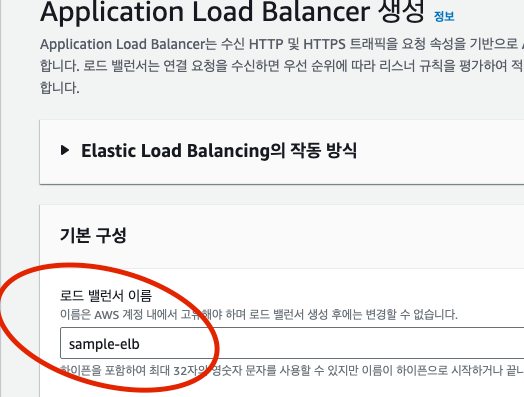 Application Load Balancer 생성 정보
Application Load Balancer는 수신 HTTP 및 HTTPS 트래픽을 요청 속성을 기반으로
합니다. 로드 밸런서는 연결 요청을 수신하면 우선 순위에 따라 리스너 규칙을 평가하여 적
합니다.
Elastic Load Balancing의 작동 방식
기본 구성
로드 밸런서 이름
이름은 AWS 계정 내에서 고유해야 하며 로드 밸런서 생성 후에는 변경할 수 없습니다.
sample-elb
하이픈을 포함하여 최대 32자의 영숫자 문자를 사용할 수 있지만 이름이 하이픈으로 시작하거나 끝나